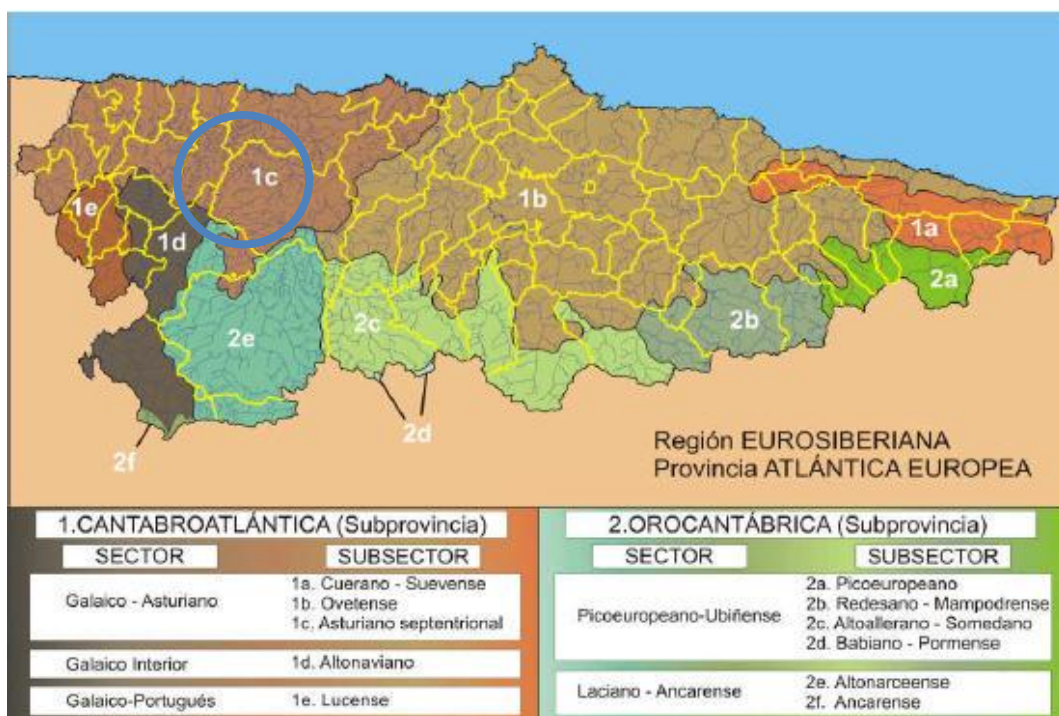 1c
1e
1b
1d
1a
2a
2e
2c
2b
2d
2f
Región EUROSIBERIANA
Provincia ATLÁNTICA EUROPEA
1.CANTABROATLÁNTICA (Subprovincia)
SECTOR SUBSECTOR
Galaico - Asturiano
1a. Cuerano - Suevense
1b. Ovetense
1c. Asturiano septentrional
Galaico Interior 1d. Altonaviano
Galaico-Portugués 1e. Lucense
2.OROCANTÁBRICA (Subprovincia)
SECTOR SUBSECTOR
Picoeuropeano-Ubiñense
2a. Picoeuropeano
2b. Redesano - Mampodrense
2c. Altoallerano - Somedano
2d. Babiano - Pormense
Laciano - Ancarense
2e. Altonarceense
2f. Ancarense